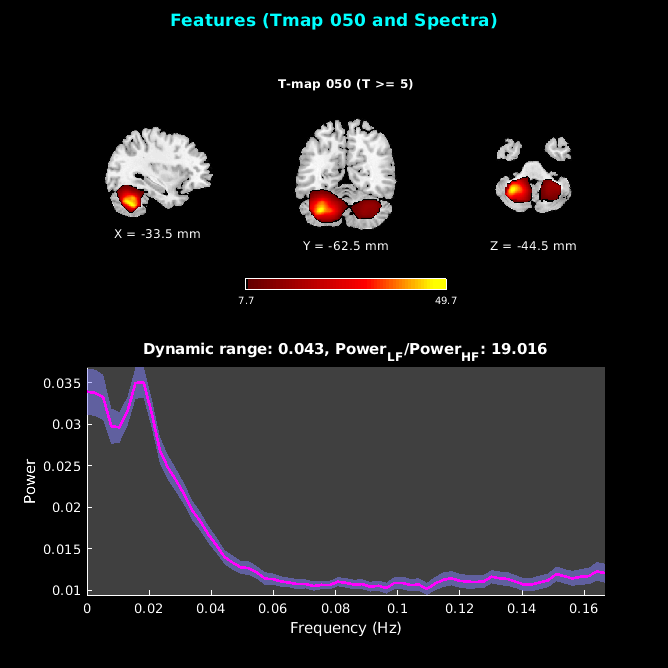 Features (Tmap 050 and Spectra)
T-map 050 (T >= 5)
X = -33.5 mm
Y = -62.5 mm
Z = -44.5 mm
7.7
49.7
Dynamic range: 0.043, Power_LF/Power_HF: 19.016
0.035
0.03
0.025
0.02
0.015
0.01
Power
0
0.02
0.04
0.06
0.08
0.1
0.12
0.14
0.16
Frequency (Hz)